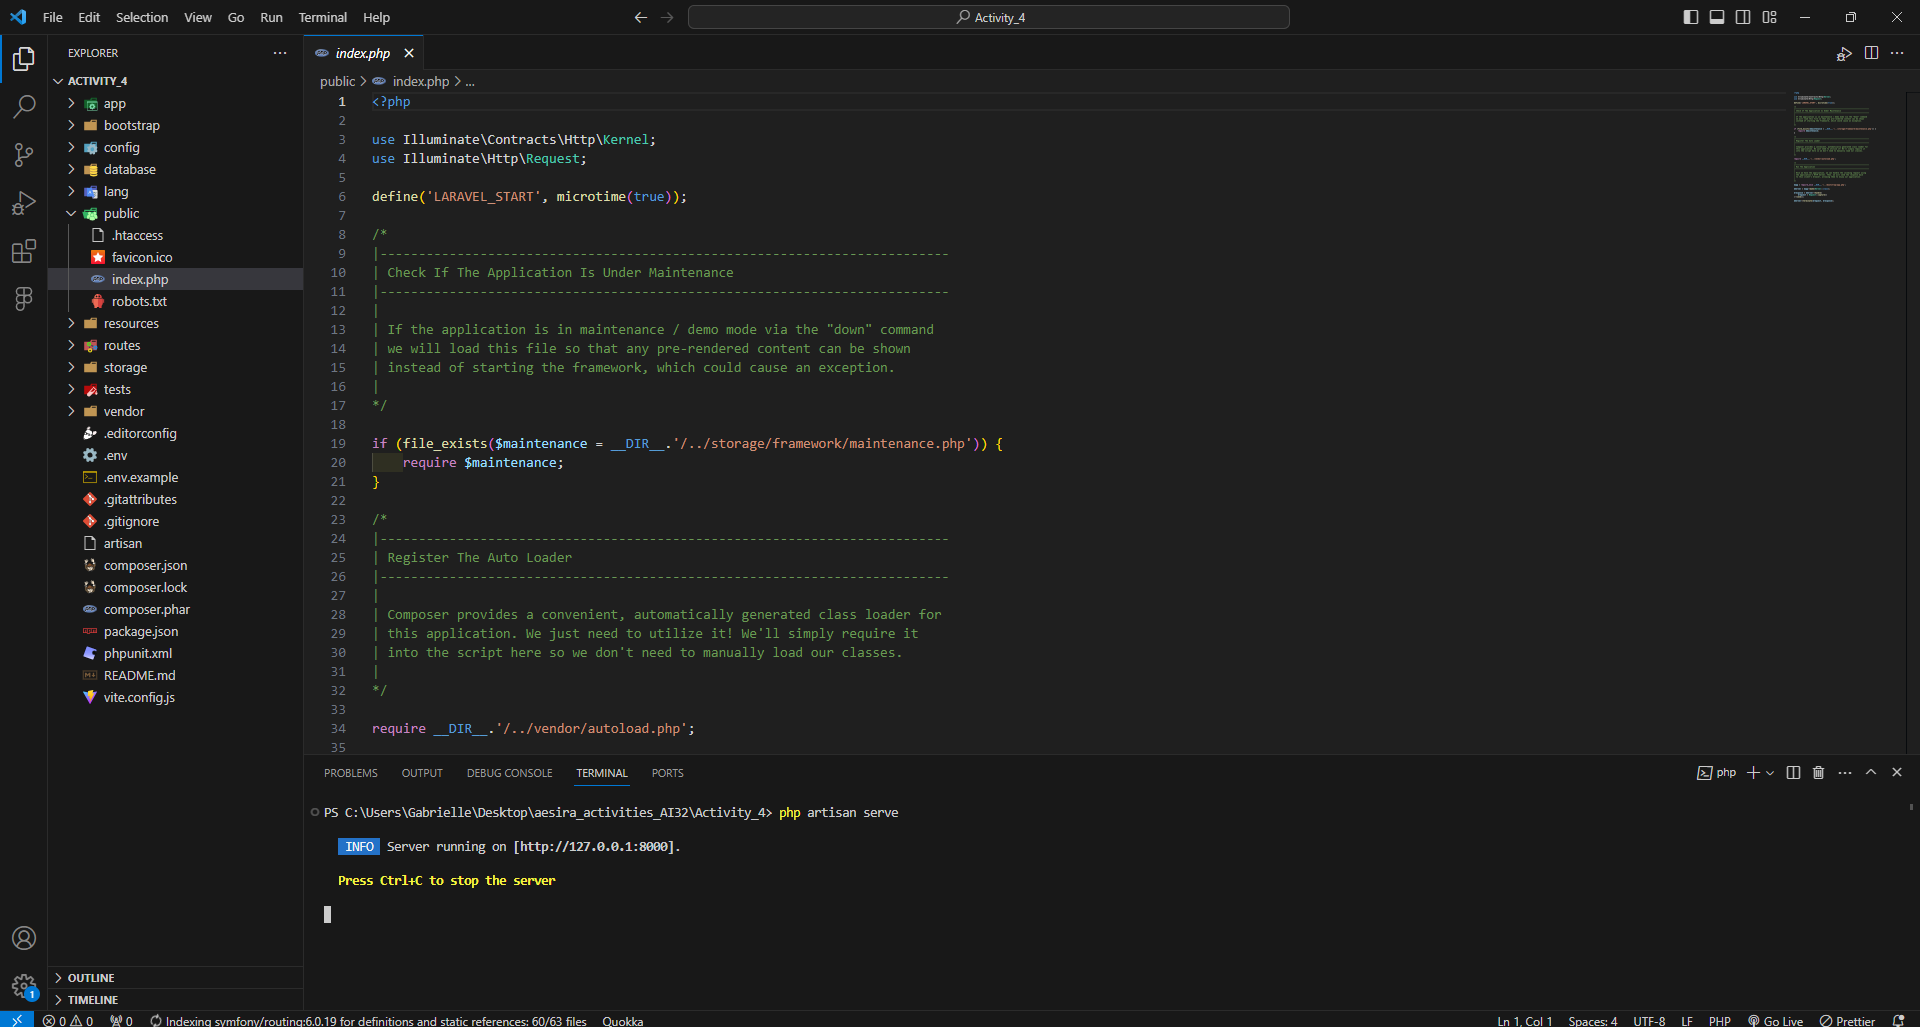 File Edit Selection View Go Run Terminal Help
Activity_4
EXPLORER
ACTIVITY_4
app
bootstrap
config
database
lang
public
.htaccess
favicon.ico
index.php
robots.txt
resources
routes
storage
tests
vendor
.editorconfig
.env
.env.example
.gitattributes
.gitignore
artisan
composer.json
composer.lock
composer.phar
package.json
phpunit.xml
README.md
vite.config.js
OUTLINE
TIMELINE
index.php
public > index.php > ...
1 <?php
2
3 use Illuminate\Contracts\Http\Kernel;
4 use Illuminate\Http\Request;
5
6 define('LARAVEL_START', microtime(true));
7
8 /*
9 |--------------------------------------------------------------------------
10 | Check If The Application Is Under Maintenance
11 |--------------------------------------------------------------------------
12 |
13 | If the application is in maintenance / demo mode via the "down" command
14 | we will load this file so that any pre-rendered content can be shown
15 | instead of starting the framework, which could cause an exception.
16 |
17 */
18
19 if (file_exists($maintenance = __DIR__.'/../storage/framework/maintenance.php')) {
20 require $maintenance;
21 }
22
23 /*
24 |--------------------------------------------------------------------------
25 | Register The Auto Loader
26 |--------------------------------------------------------------------------
27 |
28 | Composer provides a convenient, automatically generated class loader for
29 | this application. We just need to utilize it! We'll simply require it
30 | into the script here so we don't need to manually load our classes.
31 |
32 */
33
34 require __DIR__.'/../vendor/autoload.php';
35
PROBLEMS OUTPUT DEBUG CONSOLE TERMINAL PORTS
php
PS C:\Users\Gabrielle\Desktop\aesira_activities_AI32\Activity_4> php artisan serve
INFO Server running on [http://127.0.0.1:8000].
Press Ctrl+C to stop the server
1
0 0 0 Indexing symfony/routing:6.0.19 for definitions and static references: 60/63 files Quokka
Ln 1, Col 1 Spaces: 4 UTF-8 LF PHP Go Live Prettier